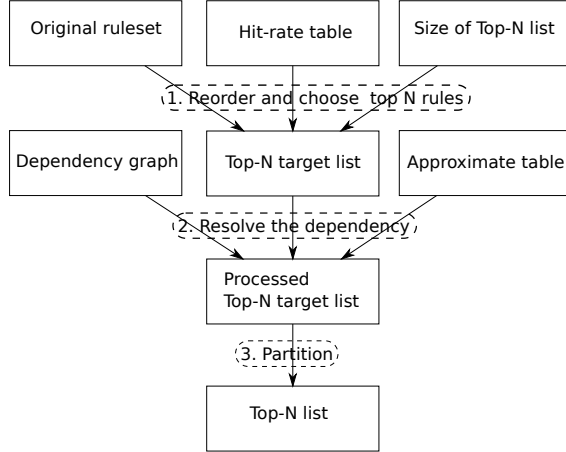 Original ruleset
Hit-rate table
Size of Top-N list
1. Reorder and choose top N rules
Dependency graph
Top-N target list
Approximate table
2. Resolve the dependency
Processed
Top-N target list
3. Partition
Top-N list